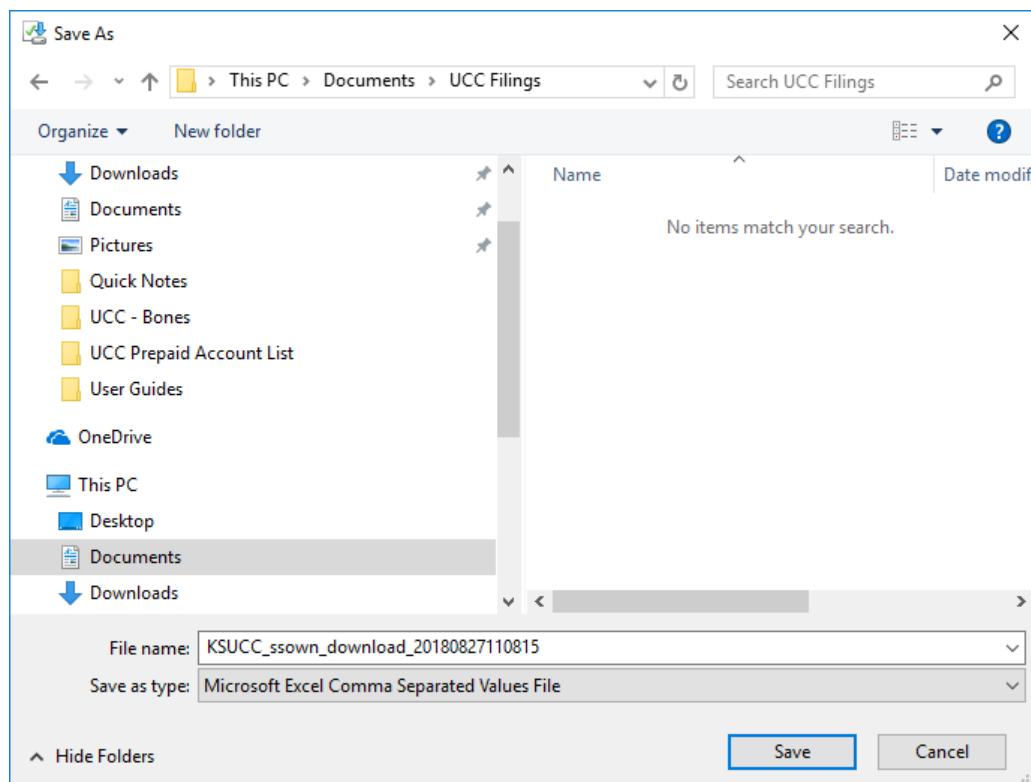 Save As
This PC > Documents > UCC Filings
Search UCC Filings
Organize
New folder
Downloads
Documents
Pictures
Quick Notes
UCC - Bones
UCC Prepaid Account List
User Guides
OneDrive
This PC
Desktop
Documents
Downloads
Name
Date modif
No items match your search.
File name: KSUCC_ssown_download_20180827110815
Save as type: Microsoft Excel Comma Separated Values File
Hide Folders
Save
Cancel